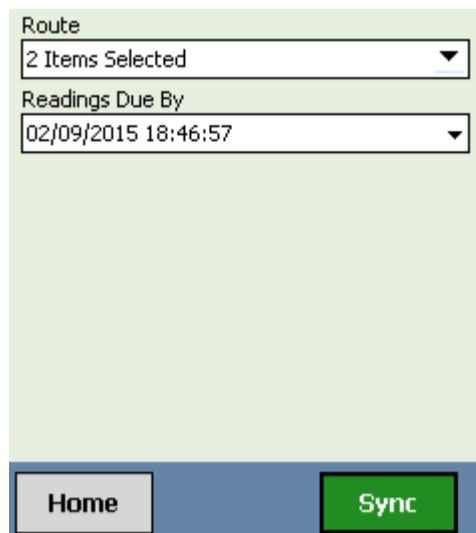 Route
2 Items Selected
Readings Due By
02/09/2015 18:46:57
Home
Sync